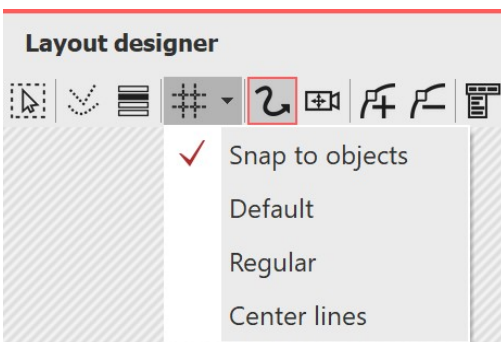 Layout designer
Snap to objects
Default
Regular
Center lines